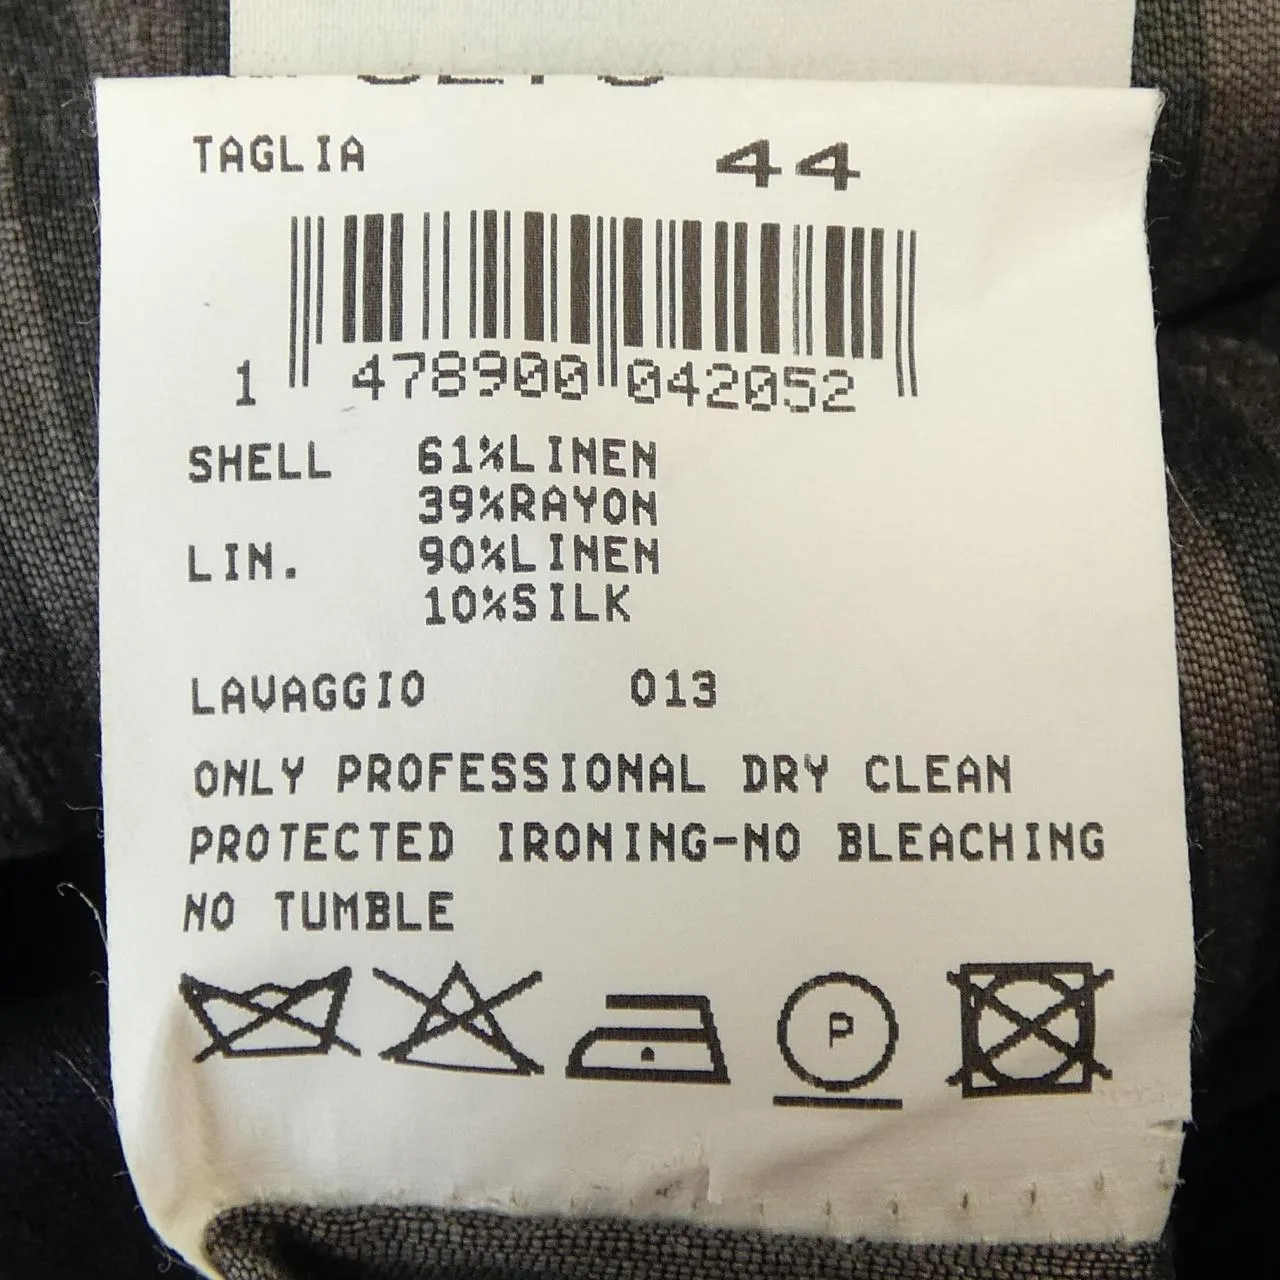 TAGLIA 44
1 478900 042052
SHELL 61%LINEN
39%RAYON
LIN. 90%LINEN
10%SILK
LAVAGGIO 013
ONLY PROFESSIONAL DRY CLEAN
PROTECTED IRONING-NO BLEACHING
NO TUMBLE
P